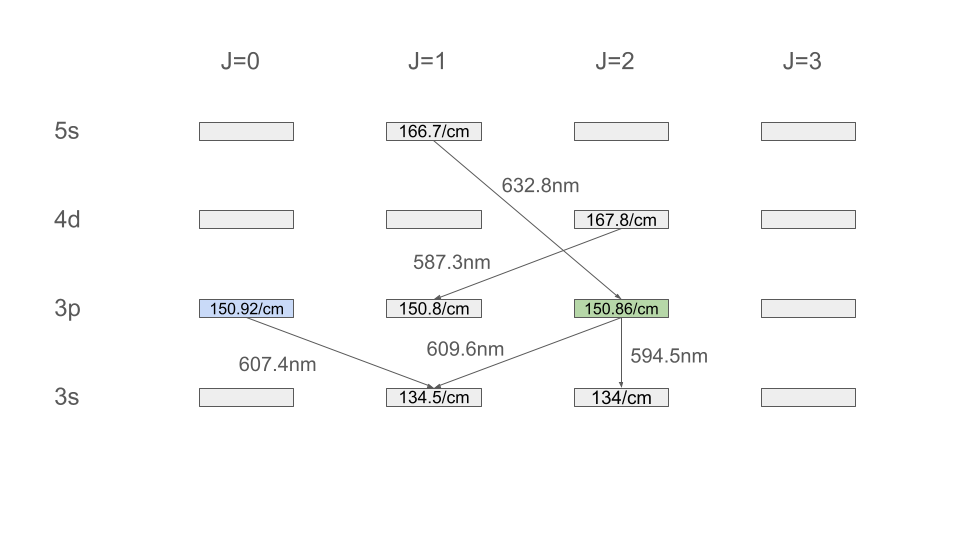 J=0 J=1 J=2 J=3
5s 166.7/cm
632.8nm
4d 167.8/cm
587.3nm
3p 150.92/cm 150.8/cm 150.86/cm
607.4nm 609.6nm 594.5nm
3s 134.5/cm 134/cm